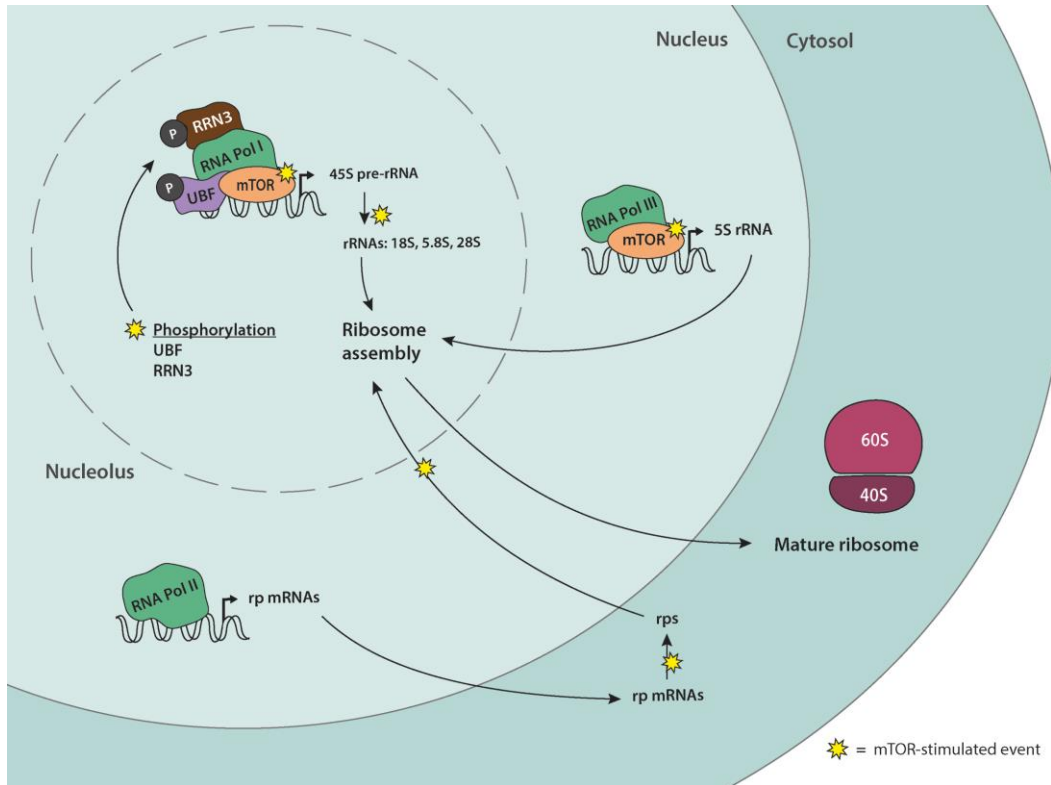 Nucleus
Cytosol
P
RRN3
RNA Pol I
P
UBF
mTOR
45S pre-rRNA
rRNAs: 18S, 5.8S, 28S
RNA Pol III
mTOR
5S rRNA
Phosphorylation
UBF
RRN3
Ribosome
assembly
Nucleolus
60S
40S
Mature ribosome
RNA Pol II
rp mRNAs
rps
rp mRNAs
= mTOR-stimulated event